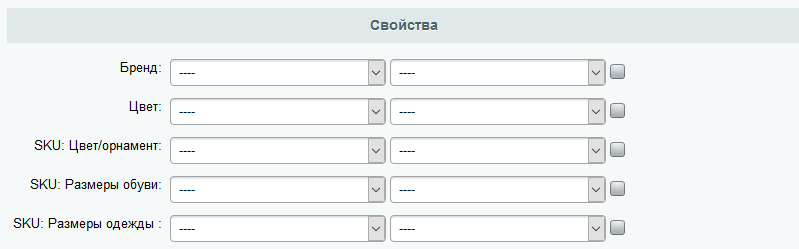 Свойства
Бренд: ---- ----
Цвет: ---- ----
SKU: Цвет/орнамент: ---- ----
SKU: Размеры обуви: ---- ----
SKU: Размеры одежды : ---- ----